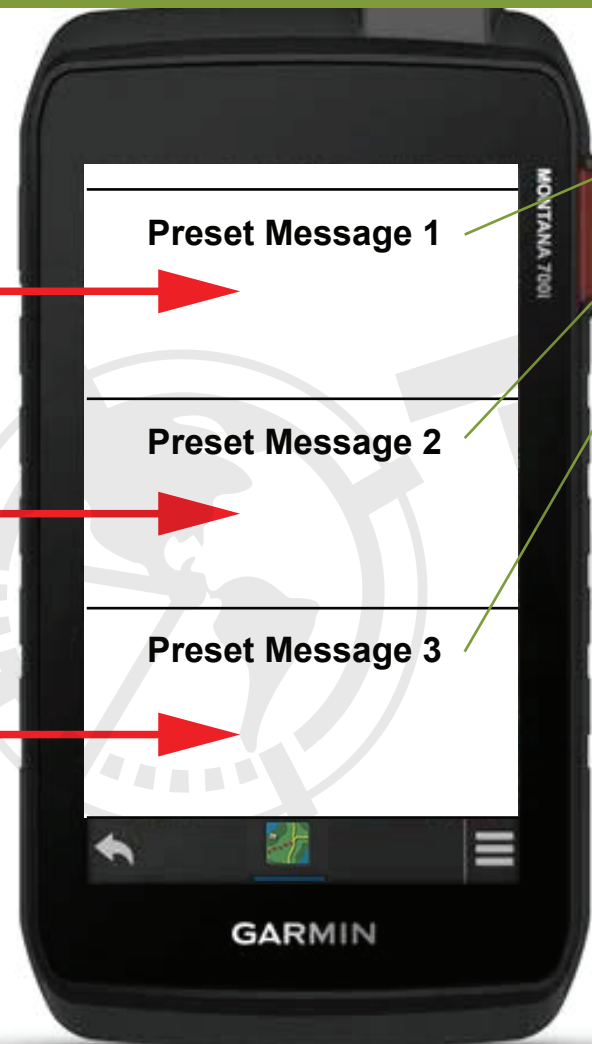 MONTANA 700i
Preset Message 1
Preset Message 2
Preset Message 3
GARMIN